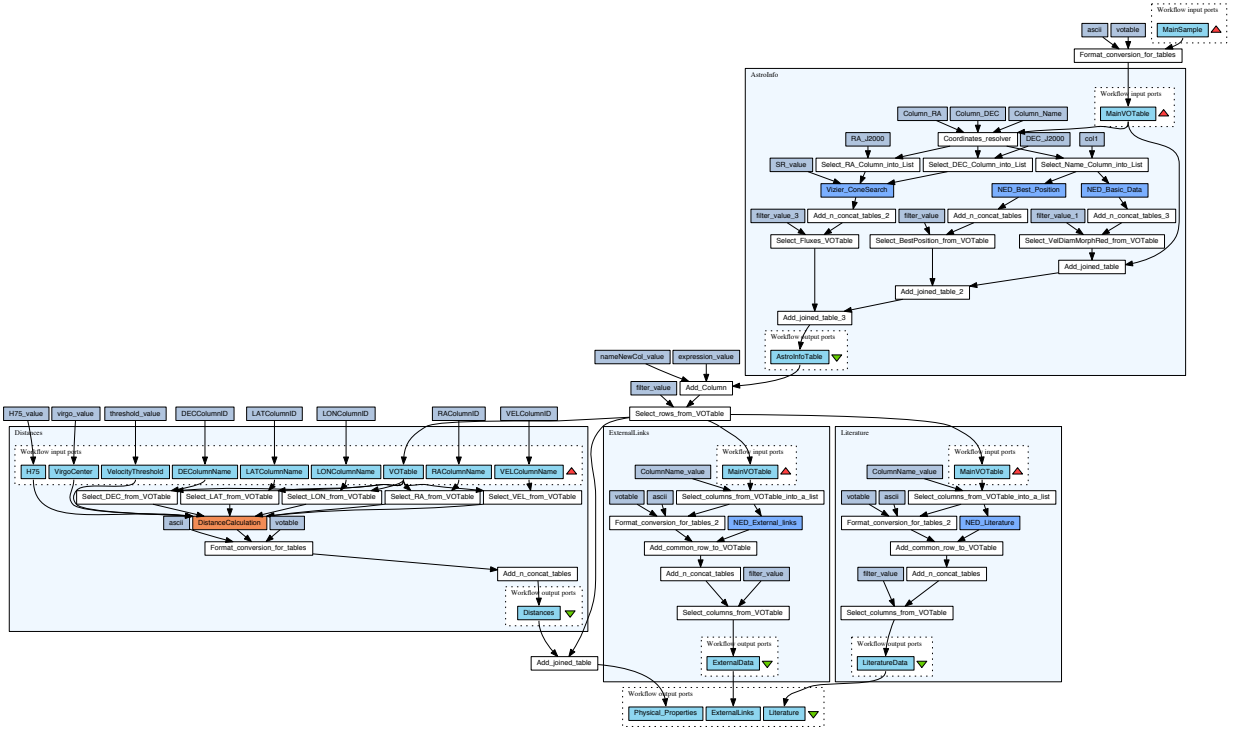 Workflow input ports
ascii
votable
MainSample
Format_conversion_for_tables
AstroInfo
Workflow input ports
Column_RA
Column_DEC
Column_Name
MainVOTable
RA_J2000
Coordinates_resolver
DEC_J2000
col1
SR_value
Select_RA_Column_into_List
Select_DEC_Column_into_List
Select_Name_Column_into_List
Vizier_ConeSearch
NED_Best_Position
NED_Basic_Data
filter_value_3
Add_n_concat_tables_2
filter_value
Add_n_concat_tables
filter_value_1
Add_n_concat_tables_3
Select_Fluxes_VOTable
Select_BestPosition_from_VOTable
Select_VelDiamMorphRed_from_VOTable
Add_joined_table
Add_joined_table_2
Add_joined_table_3
Workflow output ports
AstroInfoTable
nameNewCol_value
expression_value
filter_value
Add_Column
H75_value
virgo_value
threshold_value
DECColumnID
LATColumnID
LONColumnID
RAColumnID
VELColumnID
Select_rows_from_VOTable
Distances
Workflow input ports
H75
VirgoCenter
VelocityThreshold
DEColumnName
LATColumnName
LONColumnName
VOTable
RAColumnName
VELColumnName
Select_DEC_from_VOTable
Select_LAT_from_VOTable
Select_LON_from_VOTable
Select_RA_from_VOTable
Select_VEL_from_VOTable
ascii
DistanceCalculation
votable
Format_conversion_for_tables
Add_n_concat_tables
Workflow output ports
Distances
Add_joined_table
ExternalLinks
Workflow input ports
ColumnName_value
MainVOTable
votable
ascii
Select_columns_from_VOTable_into_a_list
Format_conversion_for_tables_2
NED_External_links
Add_common_row_to_VOTable
Add_n_concat_tables
filter_value
Select_columns_from_VOTable
Workflow output ports
ExternalData
Literature
Workflow input ports
ColumnName_value
MainVOTable
votable
ascii
Select_columns_from_VOTable_into_a_list
Format_conversion_for_tables_2
NED_Literature
Add_common_row_to_VOTable
filter_value
Add_n_concat_tables
Select_columns_from_VOTable
Workflow output ports
LiteratureData
Workflow output ports
Physical_Properties
ExternalLinks
Literature